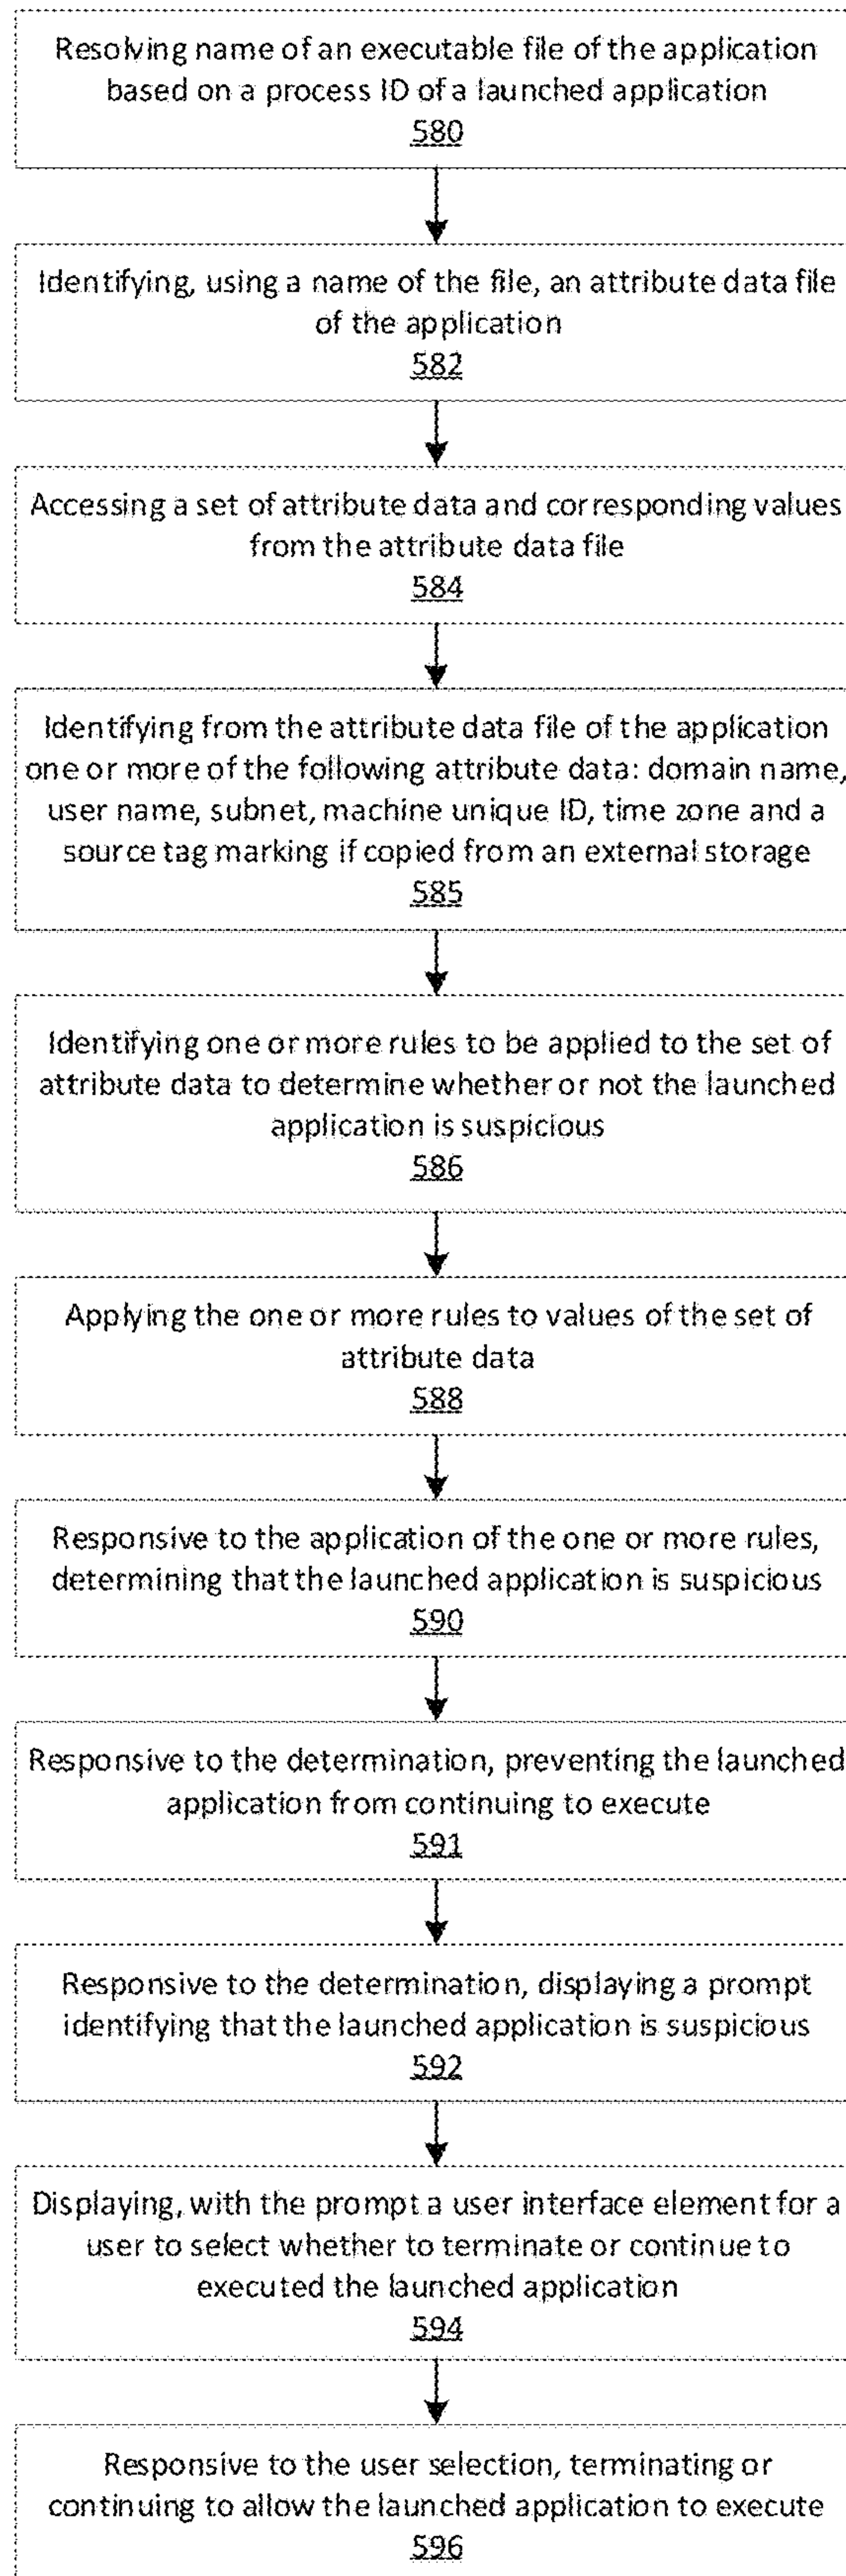 Resolving name of an executable file of the application
based on a process ID of a launched application
580
Identifying, using a name of the file, an attribute data file
of the application
582
Accessing a set of attribute data and corresponding values
from the attribute data file
584
Identifying from the attribute data file of the application
one or more of the following attribute data: domain name,
user name, subnet, machine unique ID, time zone and a
source tag marking if copied from an external storage
585
Identifying one or more rules to be applied to the set of
attribute data to determine whether or not the launched
application is suspicious
586
Applying the one or more rules to values of the set of
attribute data
588
Responsive to the application of the one or more rules,
determining that the launched application is suspicious
590
Responsive to the determination, preventing the launched
application from continuing to execute
591
Responsive to the determination, displaying a prompt
identifying that the launched application is suspicious
592
Displaying, with the prompt a user interface element for a
user to select whether to terminate or continue to
executed the launched application
594
Responsive to the user selection, terminating or
continuing to allow the launched application to execute
596